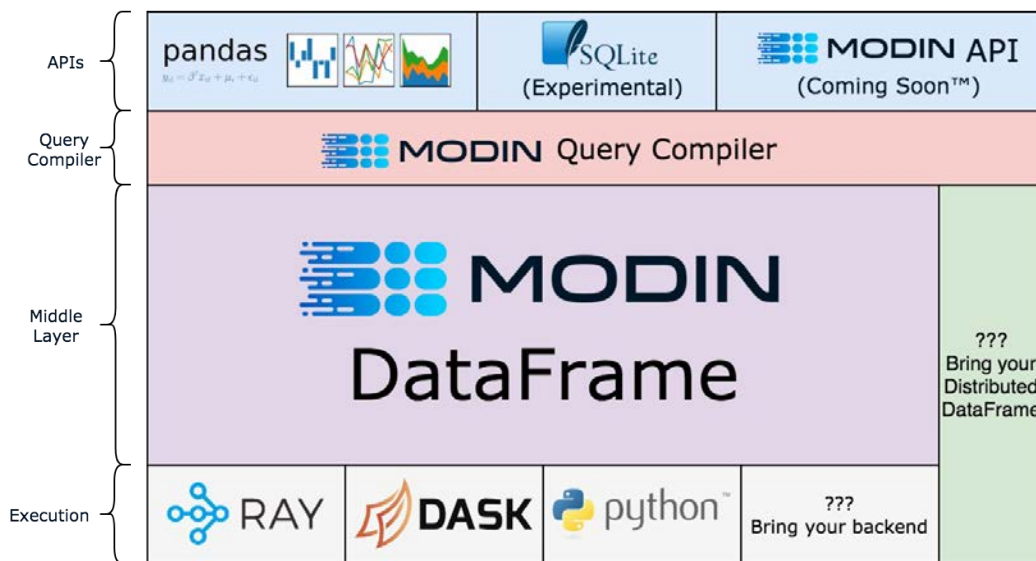 APIs
pandas
SQLite
(Experimental)
MODIN API
(Coming Soon™)
Query
Compiler
MODIN Query Compiler
Middle
Layer
MODIN
DataFrame
???
Bring your
Distributed
DataFrame
Execution
RAY
DASK
python™
???
Bring your backend